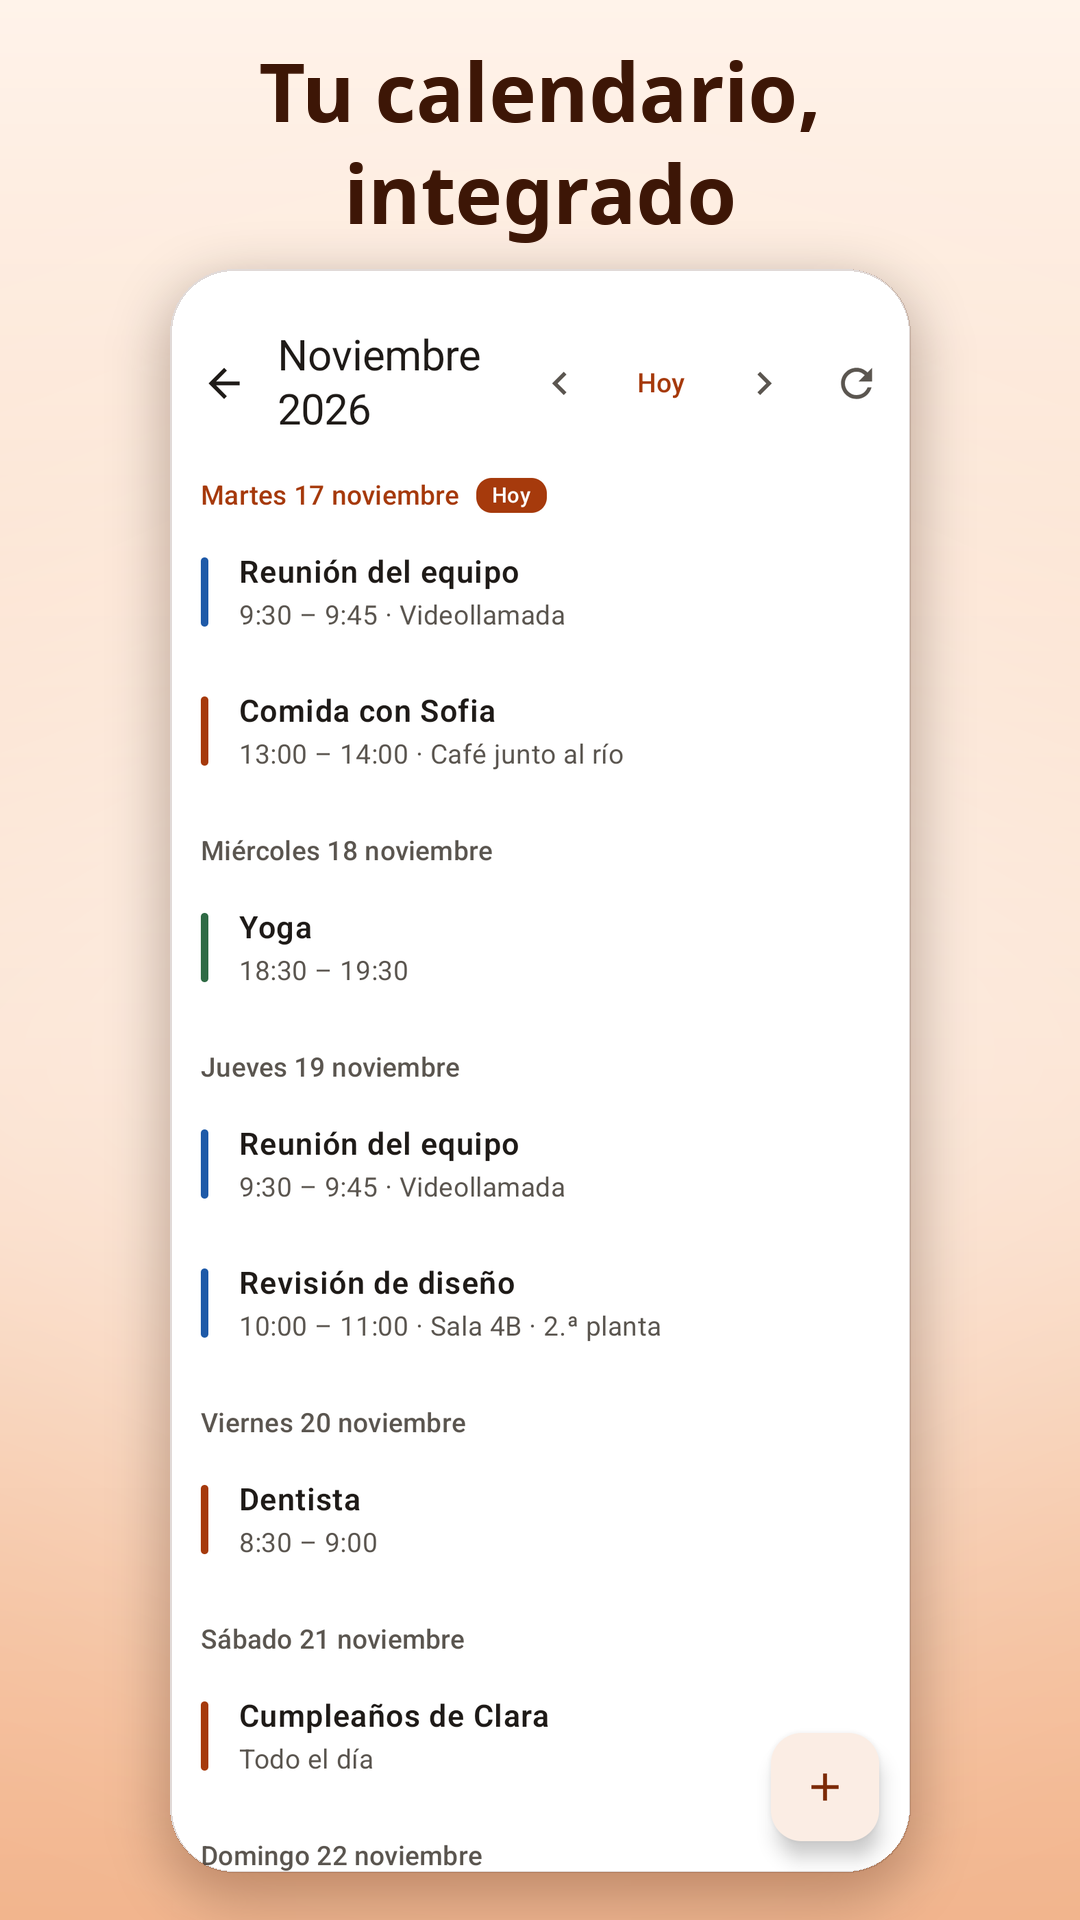 Tu calendario,
integrado
Noviembre
2026
Hoy
Martes 17 noviembre Hoy
Reunión del equipo
9:30 – 9:45 · Videollamada
Comida con Sofia
13:00 – 14:00 · Café junto al río
Miércoles 18 noviembre
Yoga
18:30 – 19:30
Jueves 19 noviembre
Reunión del equipo
9:30 – 9:45 · Videollamada
Revisión de diseño
10:00 – 11:00 · Sala 4B · 2.ª planta
Viernes 20 noviembre
Dentista
8:30 – 9:00
Sábado 21 noviembre
Cumpleaños de Clara
Todo el día
Domingo 22 noviembre